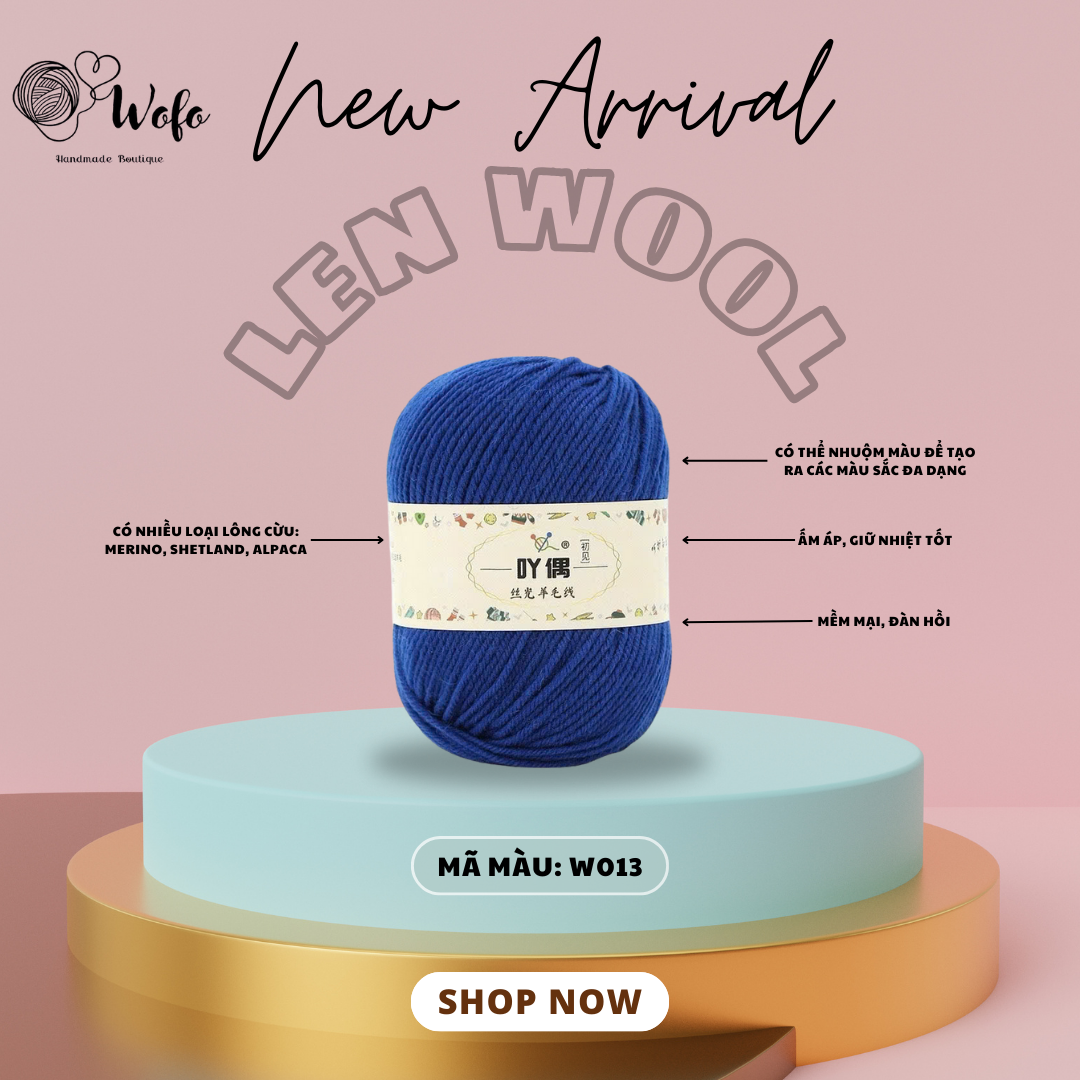 Wofo
Handmade Boutique
New Arrival
LEN WOOL
CÓ THỂ NHUỘM MÀU ĐỂ TẠO
RA CÁC MÀU SẮC ĐA DẠNG
CÓ NHIỀU LOẠI LÔNG CỪU:
MERINO, SHETLAND, ALPACA
ẤM ÁP, GIỮ NHIỆT TỐT
MỀM MẠI, ĐÀN HỒI
®
初见
吖偶
丝光羊毛线
MÃ MÀU: W013
SHOP NOW